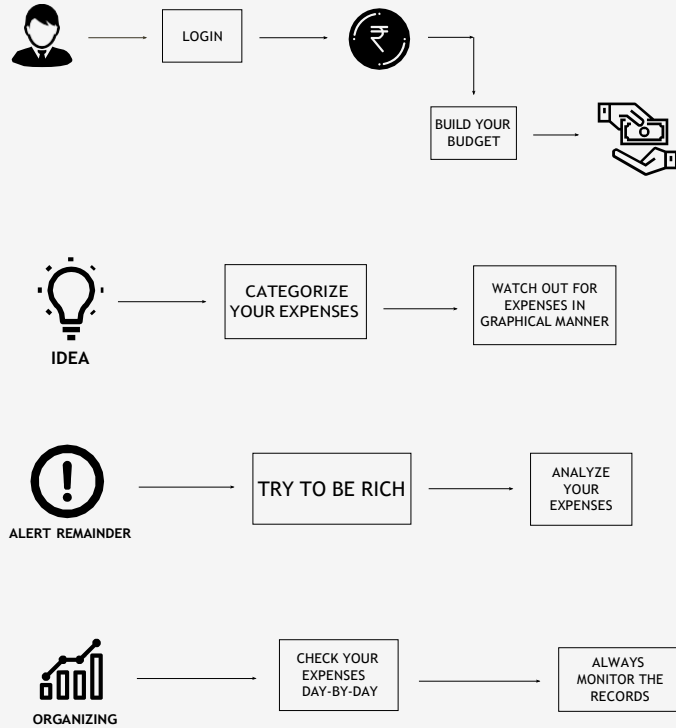 LOGIN
₹
BUILD YOUR
BUDGET
CATEGORIZE
YOUR EXPENSES
WATCH OUT FOR
EXPENSES IN
GRAPHICAL MANNER
IDEA
TRY TO BE RICH
ANALYZE
YOUR
EXPENSES
ALERT REMAINDER
CHECK YOUR
EXPENSES
DAY-BY-DAY
ALWAYS
MONITOR THE
RECORDS
ORGANIZING